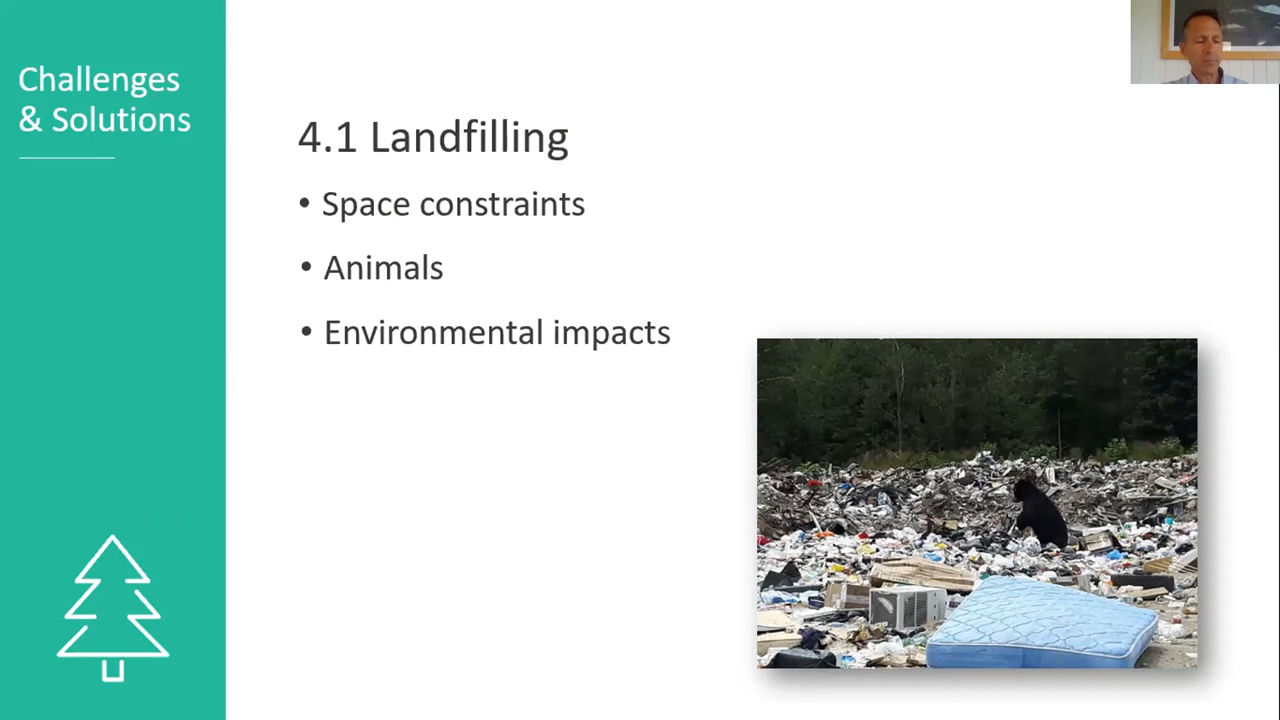 Challenges
& Solutions
4.1 Landfilling
• Space constraints
• Animals
• Environmental impacts